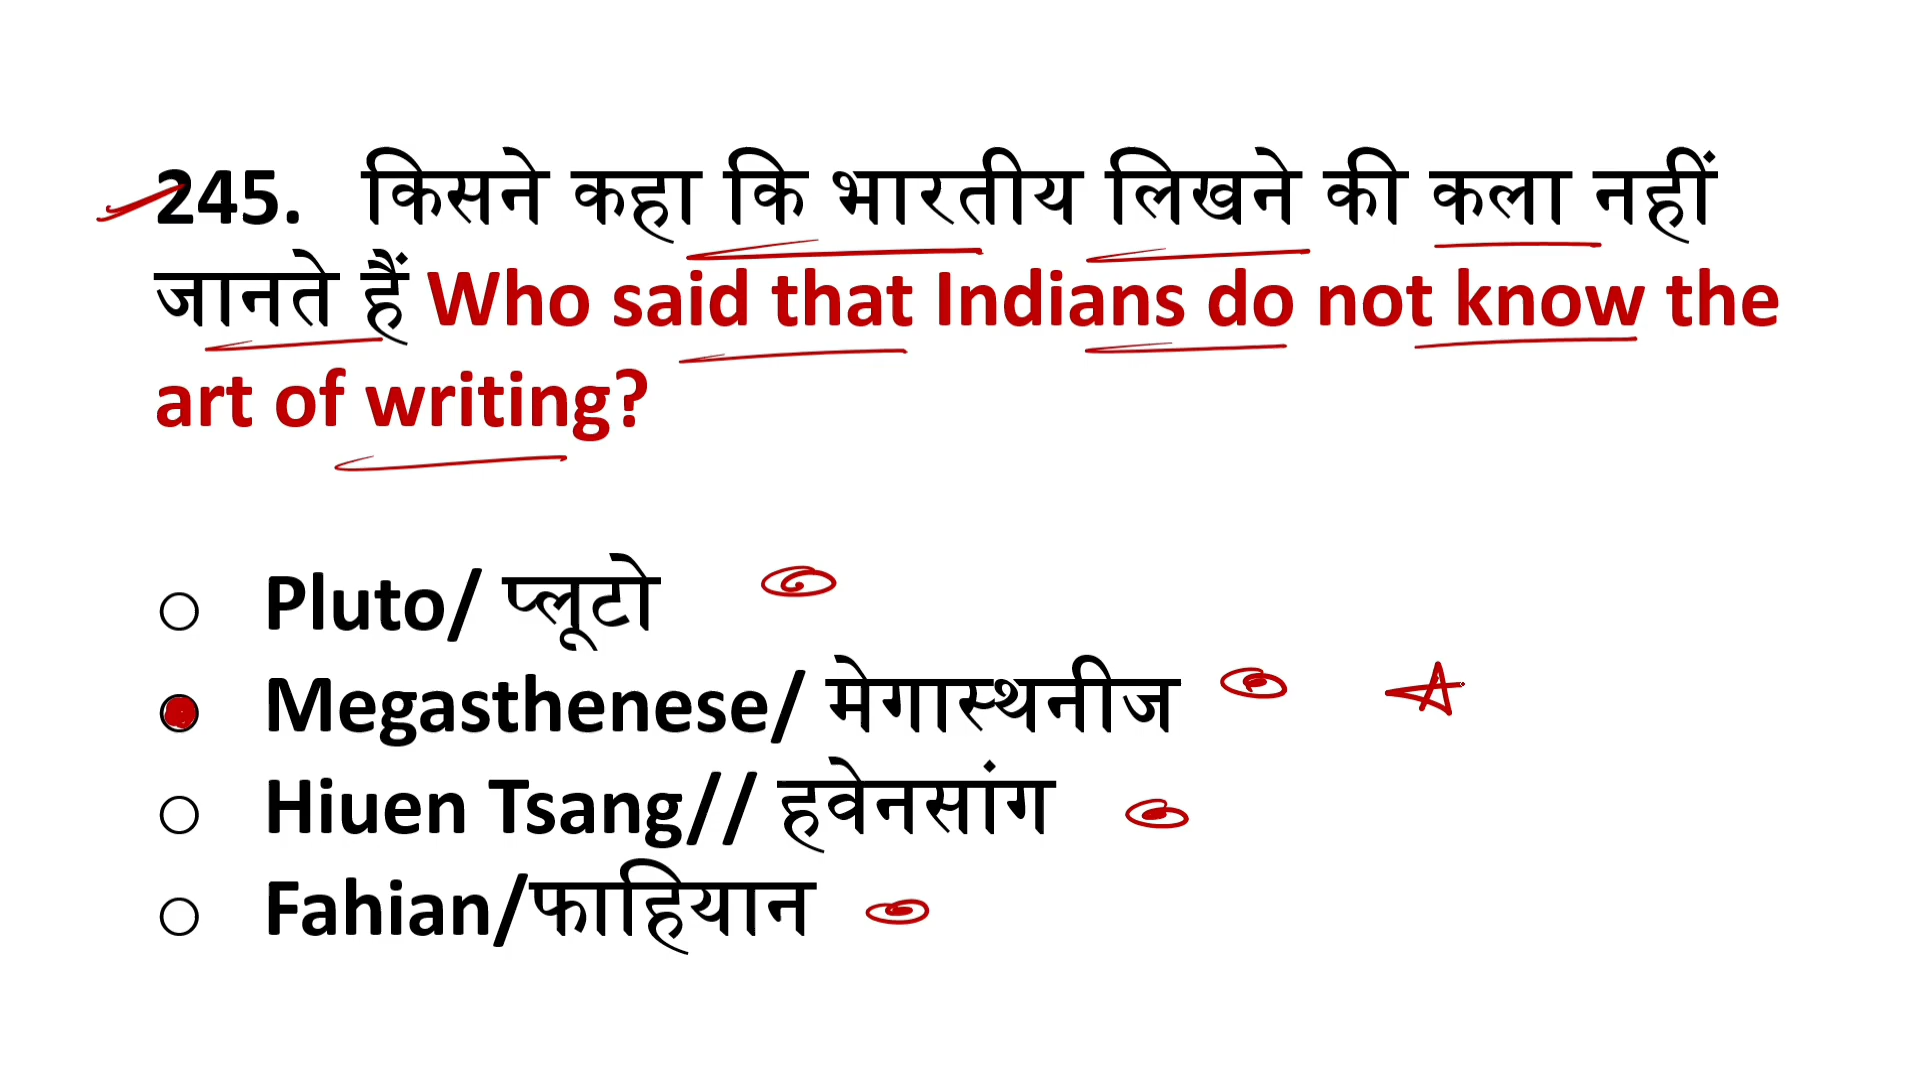 245. किसने कहा कि भारतीय लिखने की कला नहीं
जानते हैं Who said that Indians do not know the
art of writing?
Pluto/ प्लूटो
Megasthenese/ मेगास्थनीज
Hiuen Tsang// हवेनसांग
Fahian/फाहियान